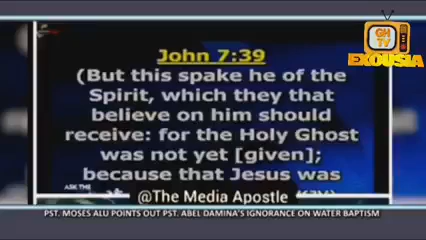 GH
TV
EXOUSIA
John 7:39
(But this spake he of the
Spirit, which they that
believe on him should
receive: for the Holy Ghost
was not yet [given];
because that Jesus was
ASK THE
@The Media Apostle
PST. MOSES ALU POINTS OUT PST. ABEL DAMINA'S IGNORANCE ON WATER BAPTISM